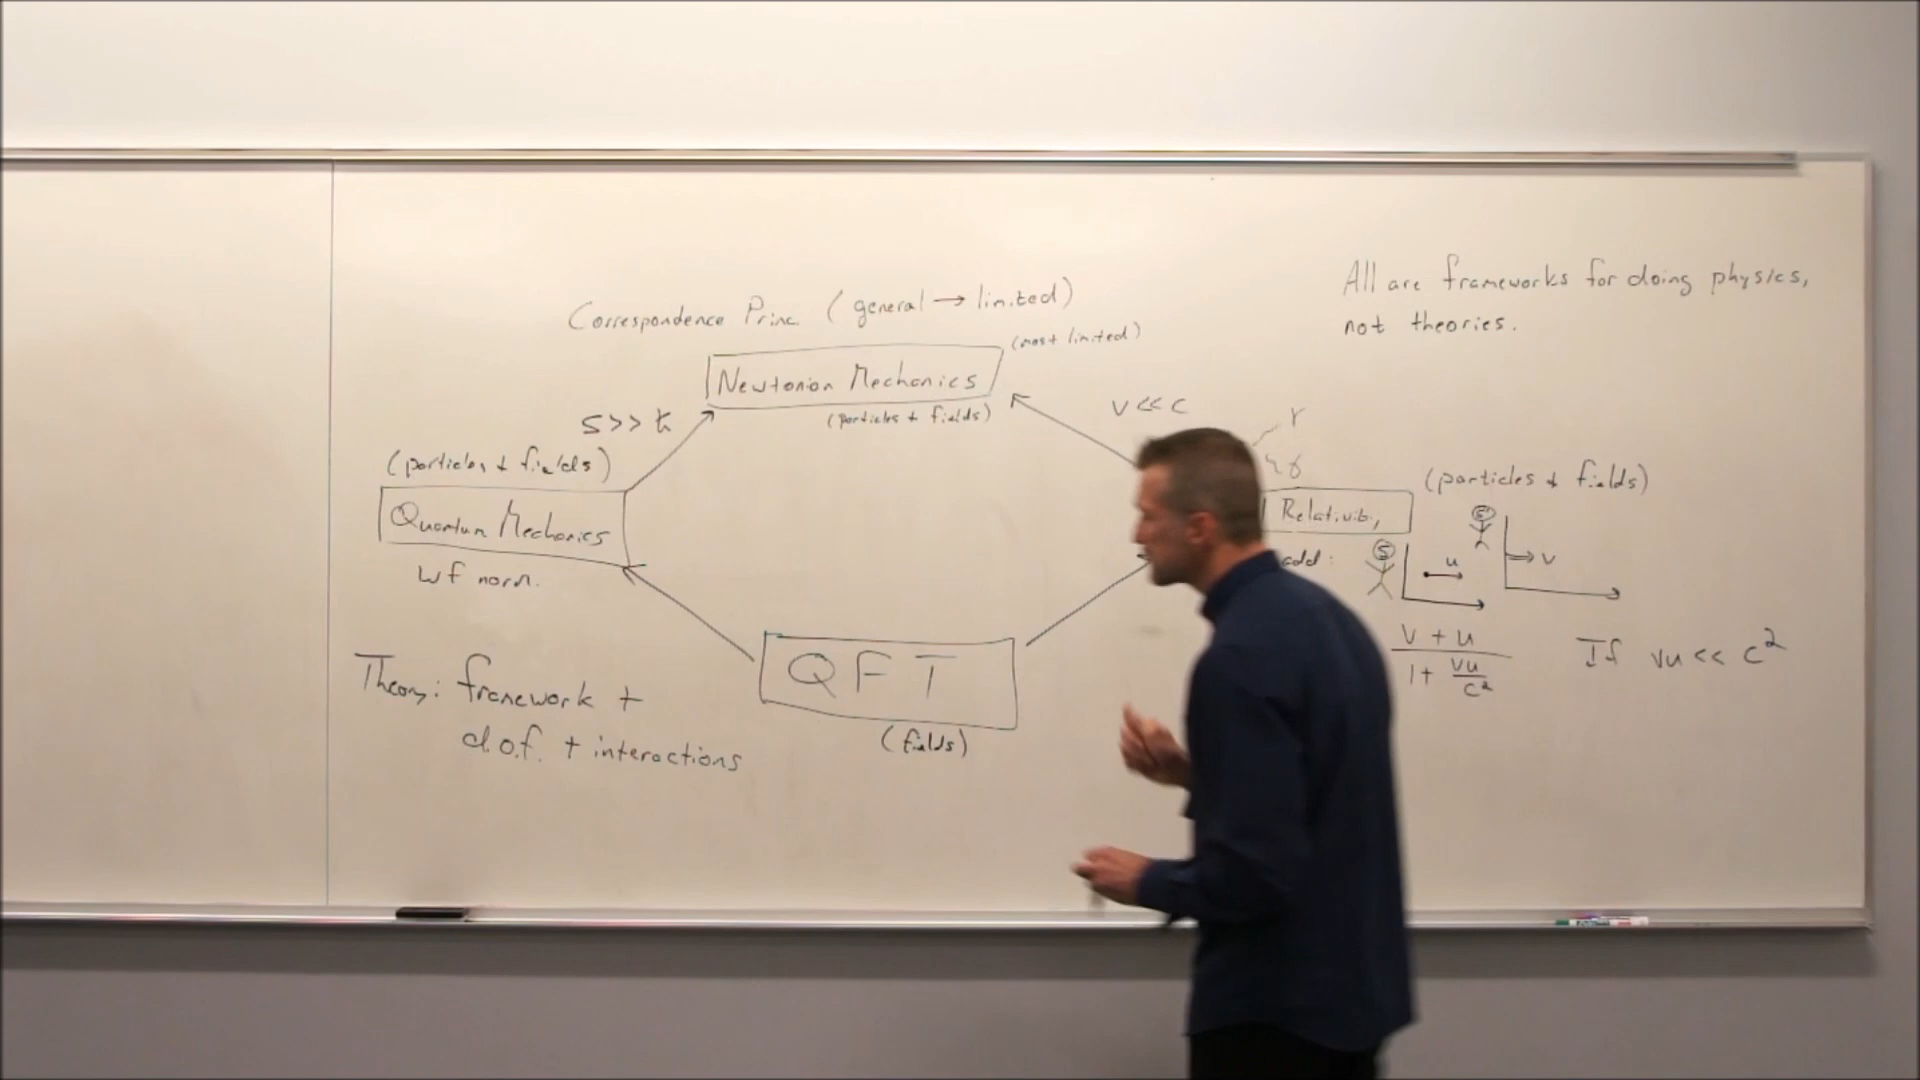 All are frameworks for doing physics,
not theories.
Correspondence Princ. (general → limited)
(most limited)
Newtonian Mechanics
(particles + fields)
S >> ħ
v << c
r
(particles + fields)
Quantum Mechanics
wf norm.
(particles + fields)
Relativity
add:
S
u
S'
v
v + u
1 + vu
c²
If vu << c²
Theory: framework +
d.o.f. + interactions
QFT
(fields)